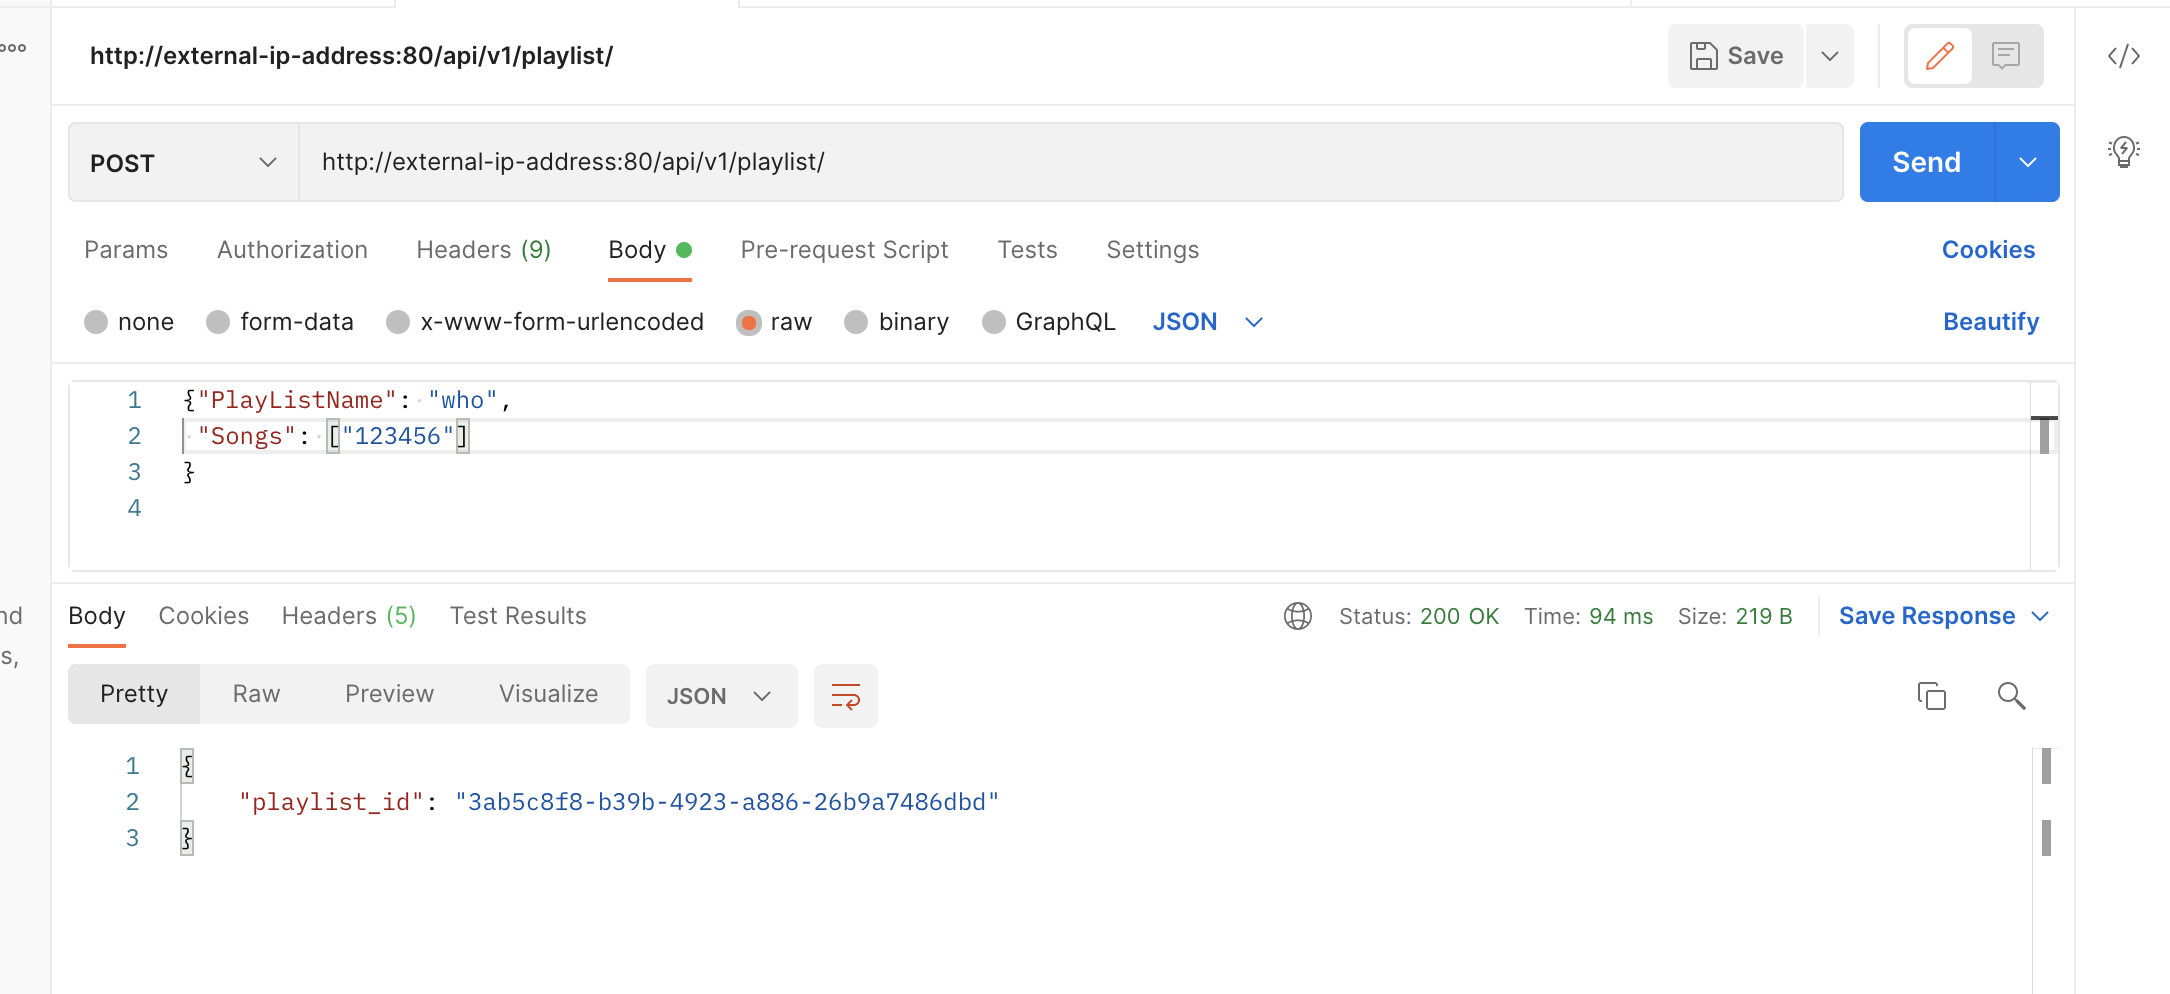 http://external-ip-address:80/api/v1/playlist/
Save
POST
http://external-ip-address:80/api/v1/playlist/
Send
Params Authorization Headers (9) Body Pre-request Script Tests Settings Cookies
none form-data x-www-form-urlencoded raw binary GraphQL JSON Beautify
1 {"PlayListName": "who",
2 "Songs": ["123456"]
3 }
4
nd
s,
Body Cookies Headers (5) Test Results Status: 200 OK Time: 94 ms Size: 219 B Save Response
Pretty Raw Preview Visualize JSON
1 {
2 "playlist_id": "3ab5c8f8-b39b-4923-a886-26b9a7486dbd"
3 }